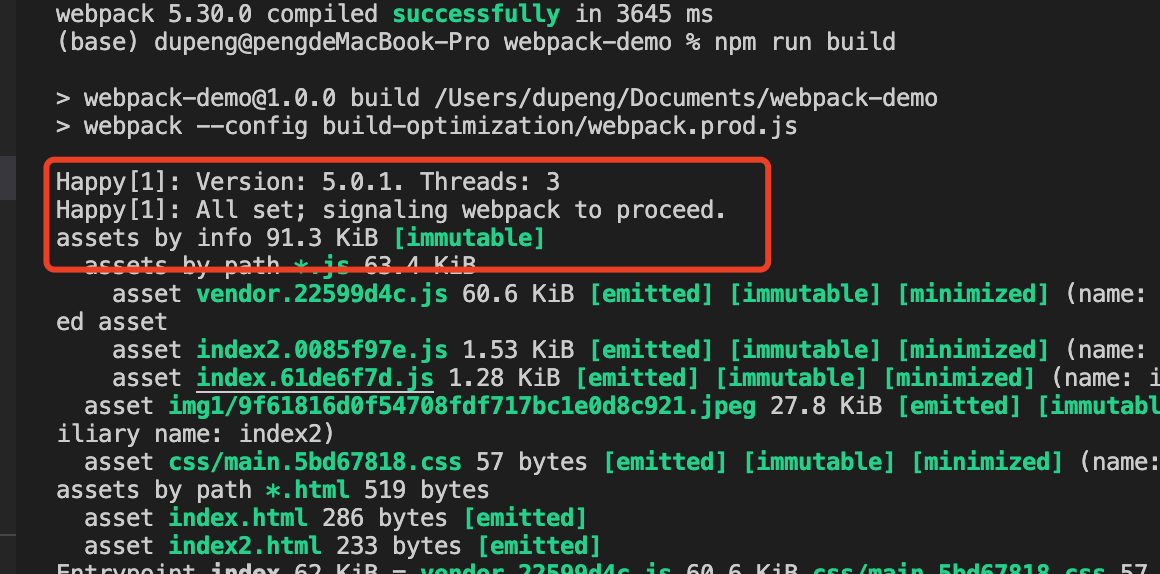 webpack 5.30.0 compiled successfully in 3645 ms
(base) dupeng@pengdeMacBook-Pro webpack-demo % npm run build
> webpack-demo@1.0.0 build /Users/dupeng/Documents/webpack-demo
> webpack --config build-optimization/webpack.prod.js
Happy[1]: Version: 5.0.1. Threads: 3
Happy[1]: All set; signaling webpack to proceed.
assets by info 91.3 KiB [immutable]
assets by path *.js 63.4 KiB
asset vendor.22599d4c.js 60.6 KiB [emitted] [immutable] [minimized] (name:
ed asset
asset index2.0085f97e.js 1.53 KiB [emitted] [immutable] [minimized] (name:
asset index.61de6f7d.js 1.28 KiB [emitted] [immutable] [minimized] (name: i
asset img1/9f61816d0f54708fdf717bc1e0d8c921.jpeg 27.8 KiB [emitted] [immutabl
iliary name: index2)
asset css/main.5bd67818.css 57 bytes [emitted] [immutable] [minimized] (name:
assets by path *.html 519 bytes
asset index.html 286 bytes [emitted]
asset index2.html 233 bytes [emitted]
Entrypoint index 62 KiB = vendor.22599d4c.js 60.6 KiB css/main.5bd67818.css 57